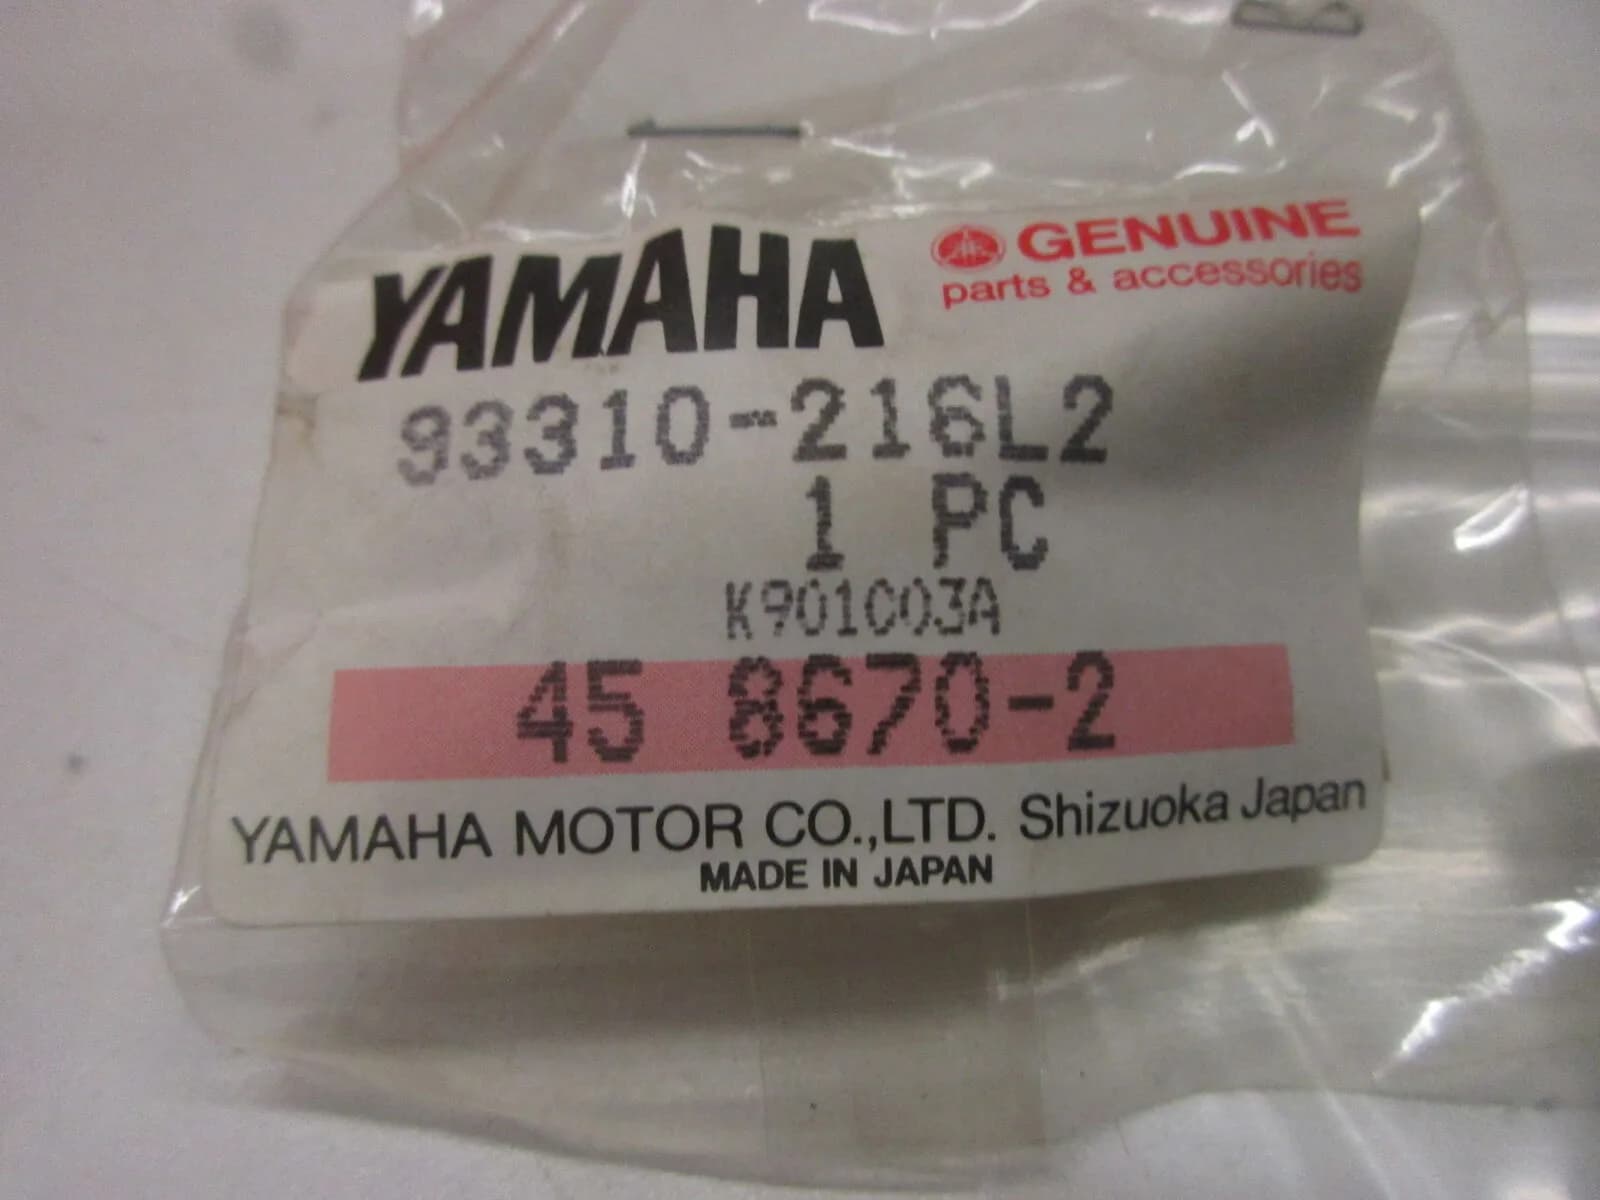 YAMAHA
GENUINE
parts & accessories
93310-216L2
1 PC
K901C03A
45 8670-2
YAMAHA MOTOR CO.,LTD. Shizuoka Japan
MADE IN JAPAN